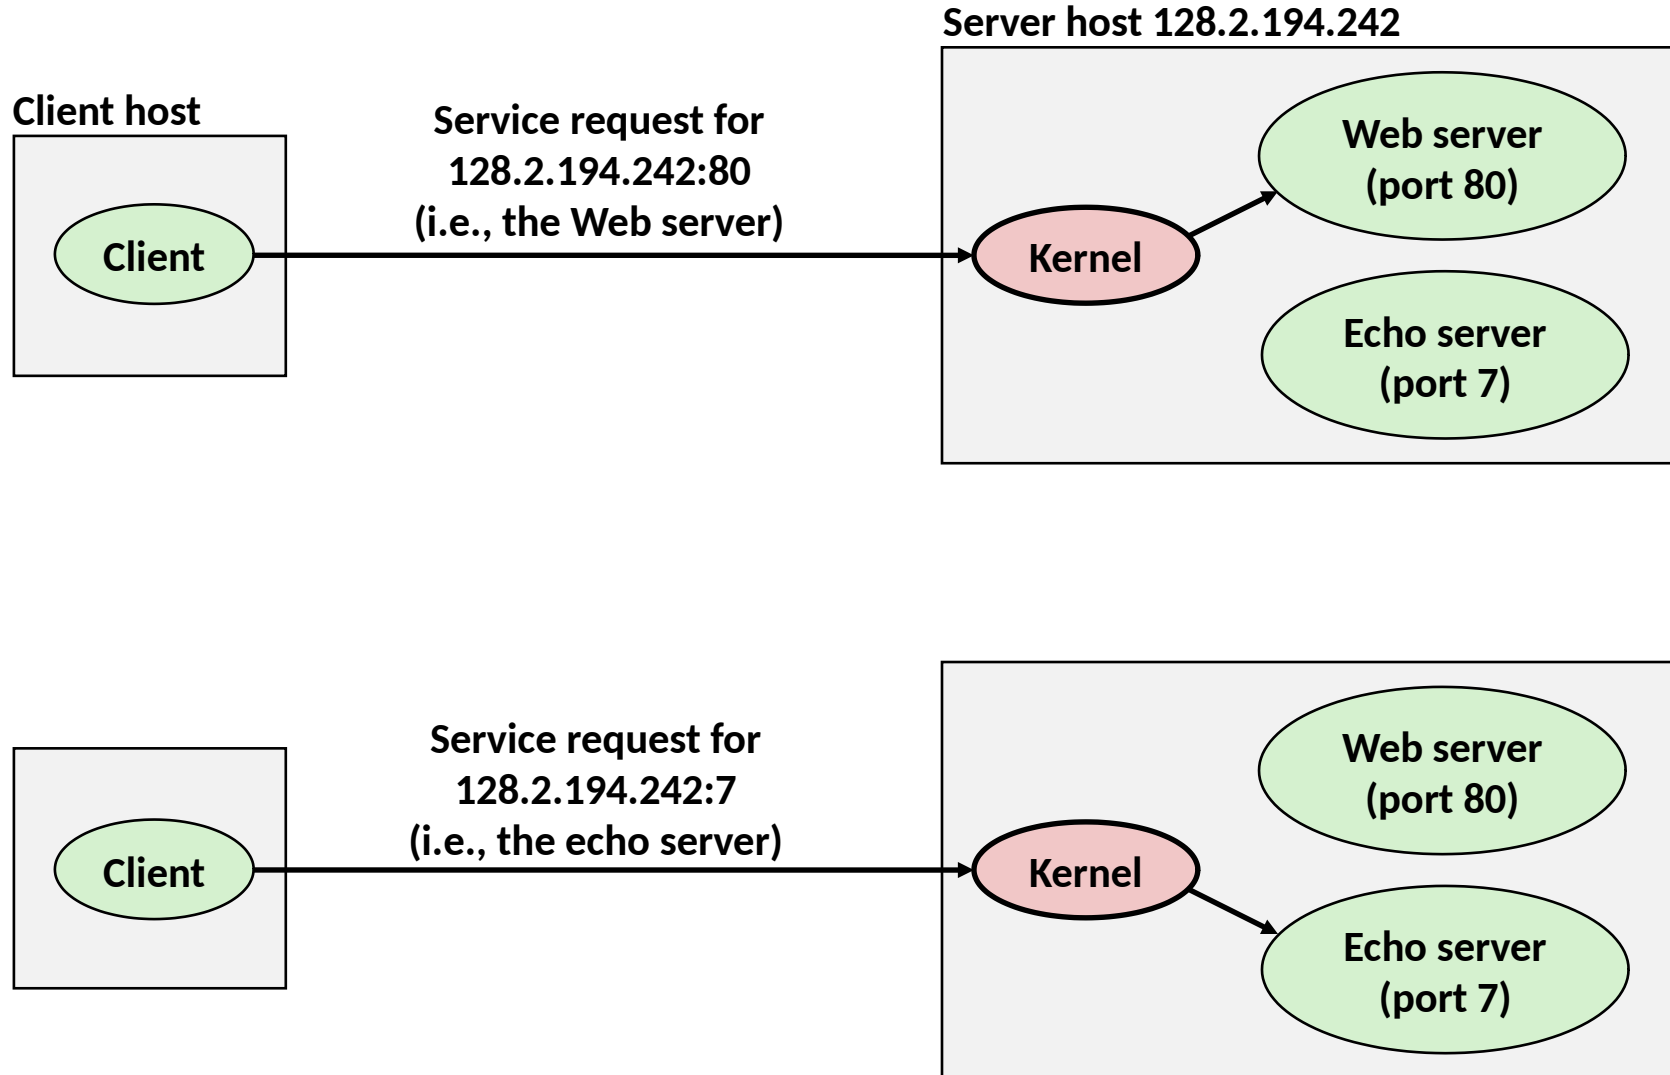 Server host 128.2.194.242
Client host
Service request for
128.2.194.242:80
(i.e., the Web server)
Client
Kernel
Web server
(port 80)
Echo server
(port 7)
Service request for
128.2.194.242:7
(i.e., the echo server)
Client
Kernel
Web server
(port 80)
Echo server
(port 7)